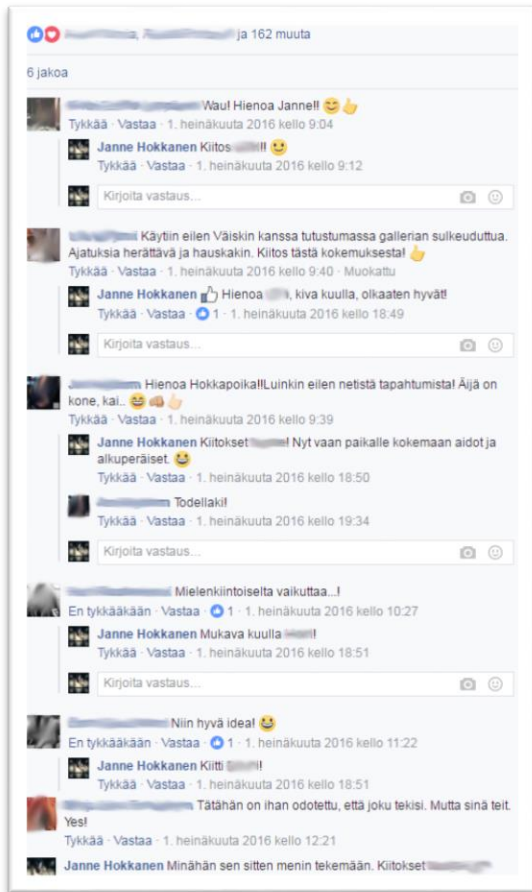 ja 162 muuta
6 jakoa
Wau! Hienoa Janne!!
Tykkää · Vastaa · 1. heinäkuuta 2016 kello 9:04
Janne Hokkanen Kiitos !!
Tykkää · Vastaa · 1. heinäkuuta 2016 kello 9:12
Kirjoita vastaus...
Käytiin eilen Väiskin kanssa tutustumassa gallerian sulkeuduttua.
Ajatuksia herättävä ja hauskakin. Kiitos tästä kokemuksesta!
Tykkää · Vastaa · 1. heinäkuuta 2016 kello 9:40 · Muokattu
Janne Hokkanen Hienoa , kiva kuulla, olkaaten hyvät!
Tykkää · Vastaa · 1 · 1. heinäkuuta 2016 kello 18:49
Kirjoita vastaus...
Hienoa Hokkapoika!!Luinkin eilen netistä tapahtumista! Äijä on
kone, kai..
Tykkää · Vastaa · 1. heinäkuuta 2016 kello 9:39
Janne Hokkanen Kiitokset ! Nyt vaan paikalle kokemaan aidot ja
alkuperäiset.
Tykkää · Vastaa · 1. heinäkuuta 2016 kello 18:50
Todellaki!
Tykkää · Vastaa · 1. heinäkuuta 2016 kello 19:34
Kirjoita vastaus...
Mielenkiintoiselta vaikuttaa...!
En tykkääkään · Vastaa · 1 · 1. heinäkuuta 2016 kello 10:27
Janne Hokkanen Mukava kuulla !
Tykkää · Vastaa · 1. heinäkuuta 2016 kello 18:51
Kirjoita vastaus...
Niin hyvä idea!
En tykkääkään · Vastaa · 1 · 1. heinäkuuta 2016 kello 11:22
Janne Hokkanen Kiitti !
Tykkää · Vastaa · 1. heinäkuuta 2016 kello 18:51
Tätähän on ihan odotettu, että joku tekisi. Mutta sinä teit.
Yes!
Tykkää · Vastaa · 1. heinäkuuta 2016 kello 12:21
Janne Hokkanen Minähän sen sitten menin tekemään. Kiitokset